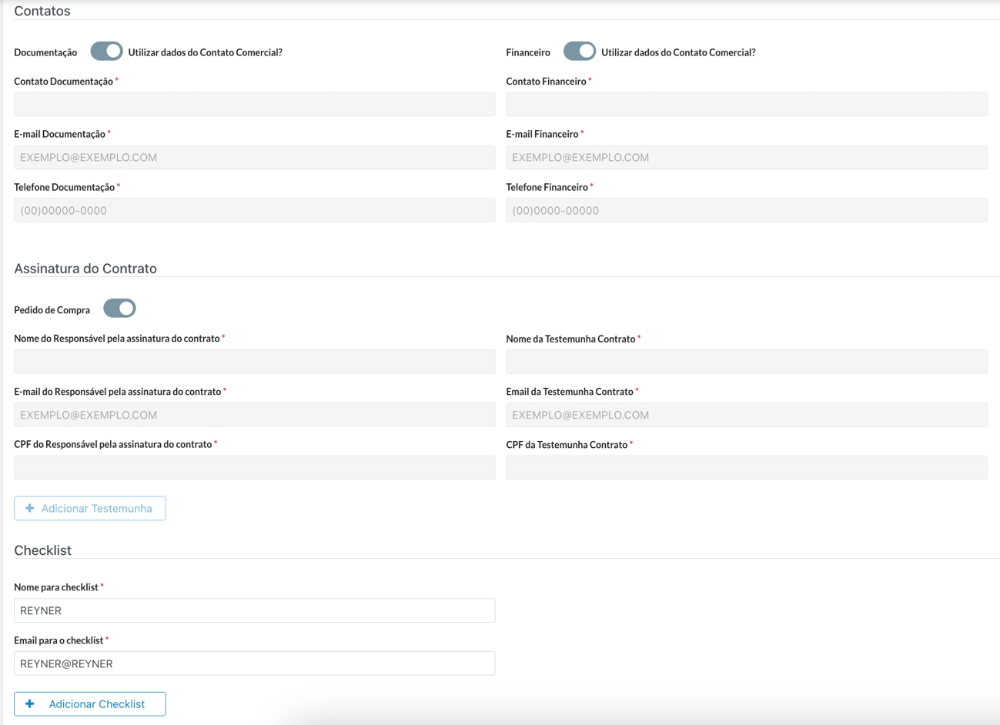 Contatos
Documentação Utilizar dados do Contato Comercial?
Financeiro Utilizar dados do Contato Comercial?
Contato Documentação *
Contato Financeiro *
E-mail Documentação *
E-mail Financeiro *
EXEMPLO@EXEMPLO.COM
EXEMPLO@EXEMPLO.COM
Telefone Documentação *
Telefone Financeiro *
(00)00000-0000
(00)0000-00000
Assinatura do Contrato
Pedido de Compra
Nome do Responsável pela assinatura do contrato *
Nome da Testemunha Contrato *
E-mail do Responsável pela assinatura do contrato *
Email da Testemunha Contrato *
EXEMPLO@EXEMPLO.COM
EXEMPLO@EXEMPLO.COM
CPF do Responsável pela assinatura do contrato *
CPF da Testemunha Contrato *
+ Adicionar Testemunha
Checklist
Nome para checklist *
REYNER
Email para o checklist *
REYNER@REYNER
+ Adicionar Checklist